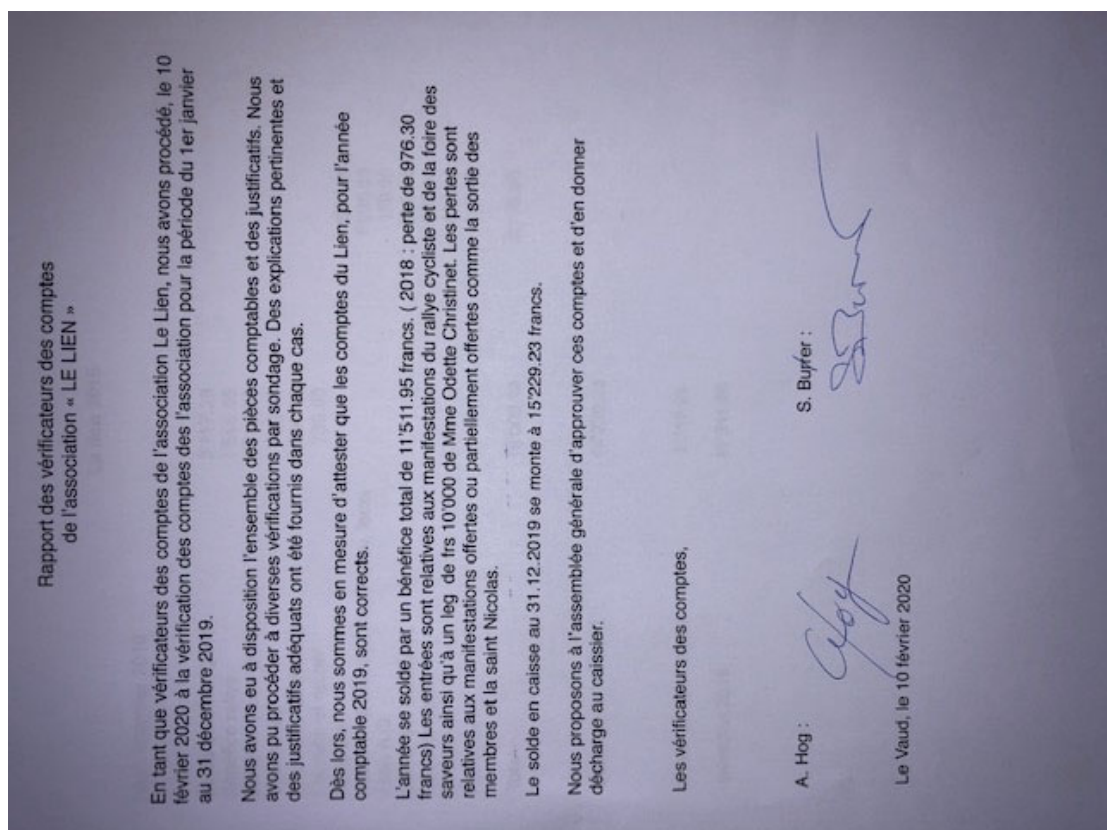 Rapport des vérificateurs des comptes
de l'association « LE LIEN »
En tant que vérificateurs des comptes de l'association Le Lien, nous avons procédé, le 10
février 2020 à la vérification des comptes des l'association pour la période du 1er janvier
au 31 décembre 2019.
Nous avons eu à disposition l'ensemble des pièces comptables et des justificatifs. Nous
avons pu procéder à diverses vérifications par sondage. Des explications pertinentes et
des justificatifs adéquats ont été fournis dans chaque cas.
Dès lors, nous sommes en mesure d'attester que les comptes du Lien, pour l'année
comptable 2019, sont corrects.
L'année se solde par un bénéfice total de 11'511.95 francs. ( 2018 : perte de 976.30
francs) Les entrées sont relatives aux manifestations du rallye cycliste et de la foire des
saveurs ainsi qu'à un leg de frs 10'000 de Mme Odette Christinet. Les pertes sont
relatives aux manifestations offertes ou partiellement offertes comme la sortie des
membres et la saint Nicolas.
Le solde en caisse au 31.12.2019 se monte à 15'229.23 francs.
Nous proposons à l'assemblée générale d'approuver ces comptes et d'en donner
décharge au caissier.
Les vérificateurs des comptes,
A. Hog : S. Burfer :
Le Vaud, le 10 février 2020